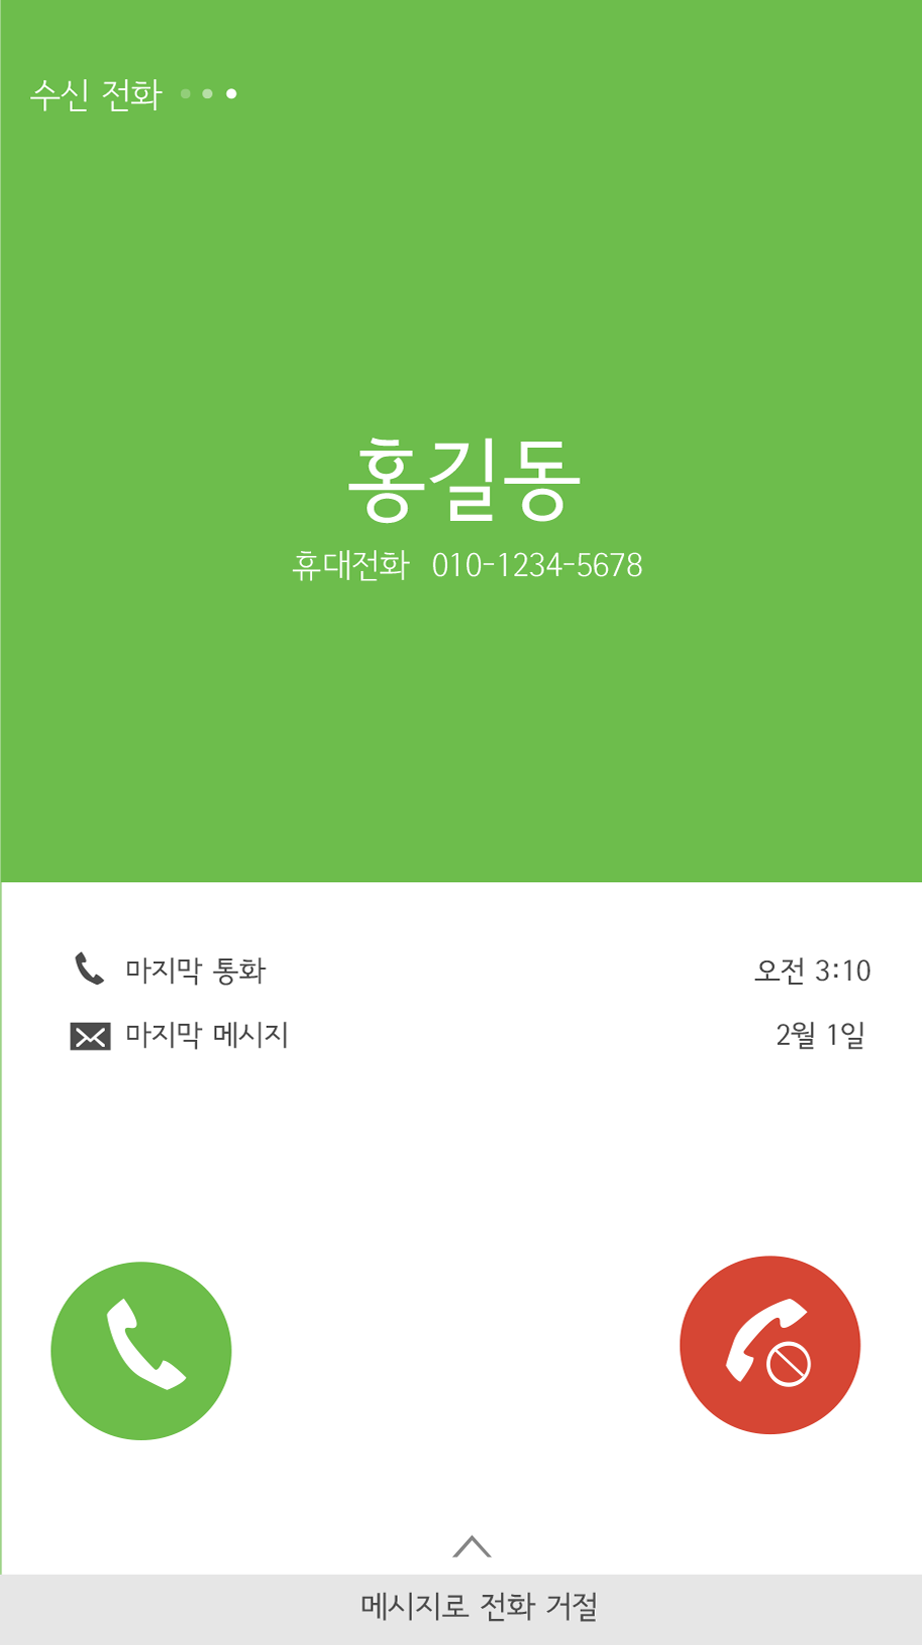 수신 전화
홍길동
휴대전화 010-1234-5678
마지막 통화 오전 3:10
마지막 메시지 2월 1일
메시지로 전화 거절